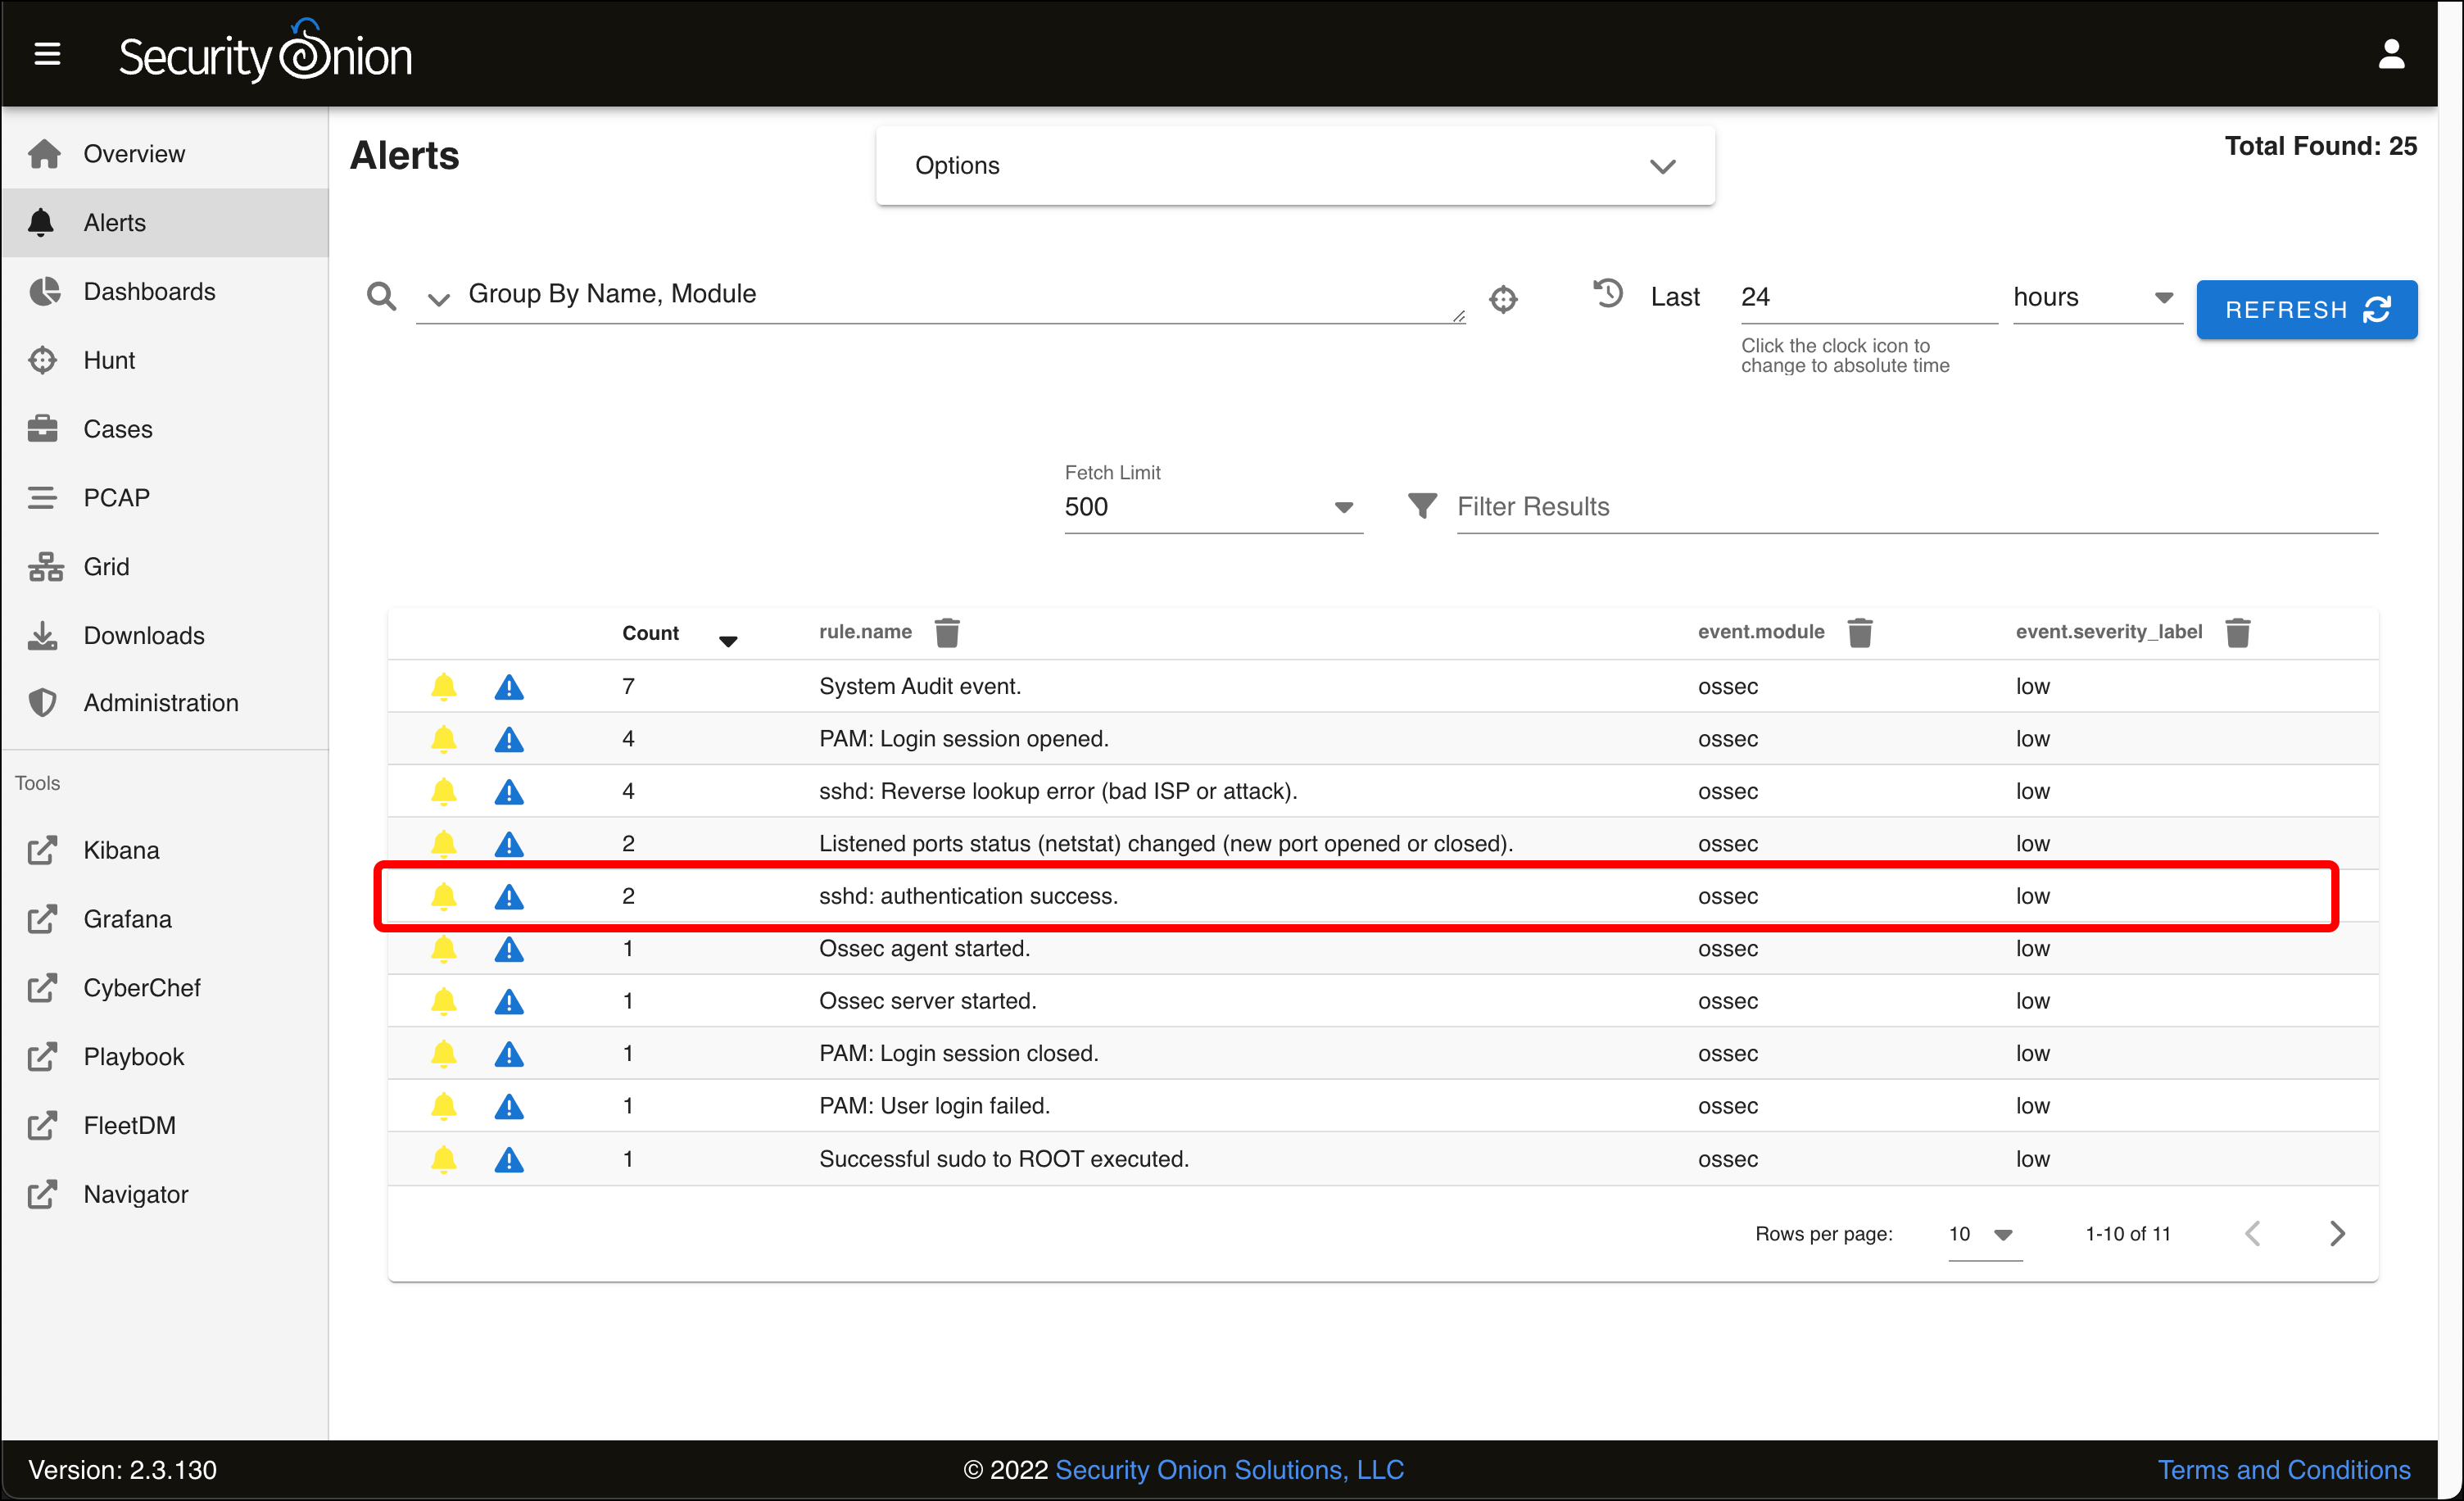 Security Onion
Overview
Alerts
Dashboards
Hunt
Cases
PCAP
Grid
Downloads
Administration
Tools
Kibana
Grafana
CyberChef
Playbook
FleetDM
Navigator
Alerts
Options
Total Found: 25
Group By Name, Module
Last 24 hours
REFRESH
Click the clock icon to
change to absolute time
Fetch Limit
500
Filter Results
Count rule.name event.module event.severity_label
7 System Audit event. ossec low
4 PAM: Login session opened. ossec low
4 sshd: Reverse lookup error (bad ISP or attack). ossec low
2 Listened ports status (netstat) changed (new port opened or closed). ossec low
2 sshd: authentication success. ossec low
1 Ossec agent started. ossec low
1 Ossec server started. ossec low
1 PAM: Login session closed. ossec low
1 PAM: User login failed. ossec low
1 Successful sudo to ROOT executed. ossec low
Rows per page: 10 1-10 of 11
Version: 2.3.130
© 2022 Security Onion Solutions, LLC
Terms and Conditions